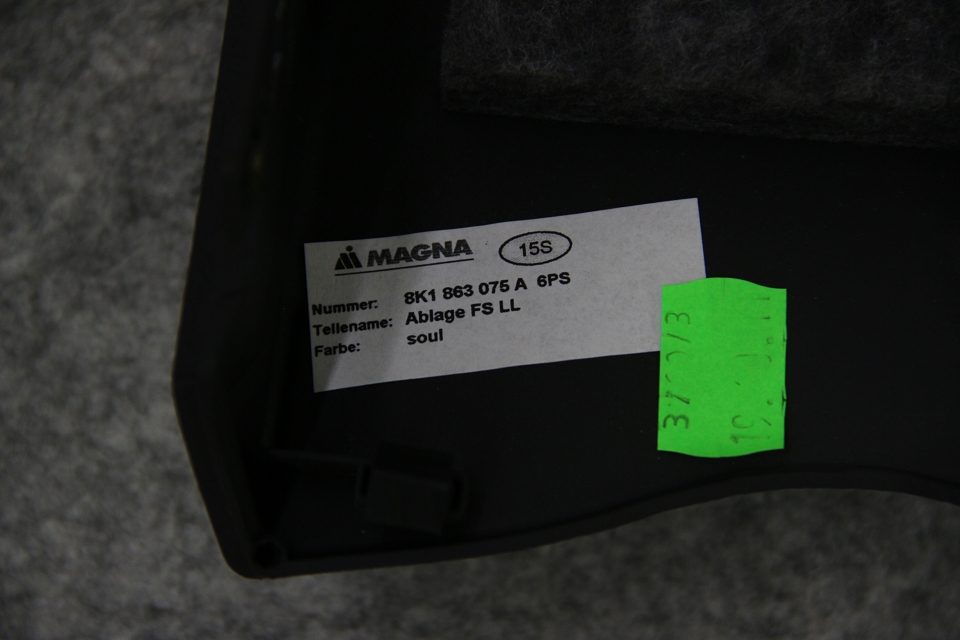 MAGNA 15S
Nummer: 8K1 863 075 A 6PS
Teilename: Ablage FS LL
Farbe: soul